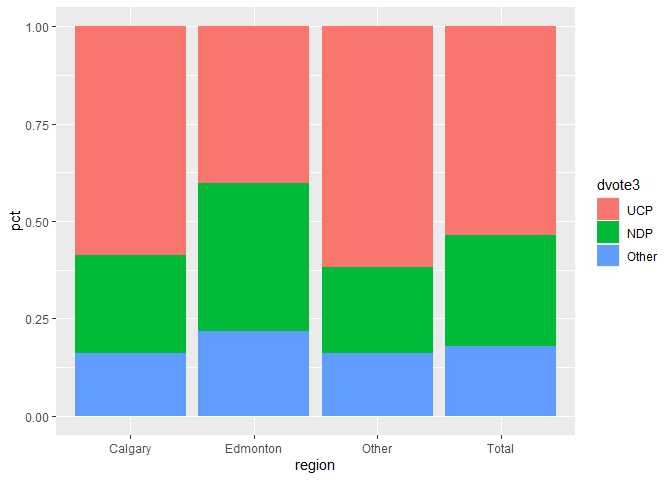 1.00
0.75
0.50
0.25
0.00
pct
Calgary Edmonton Other Total
region
dvote3
UCP
NDP
Other